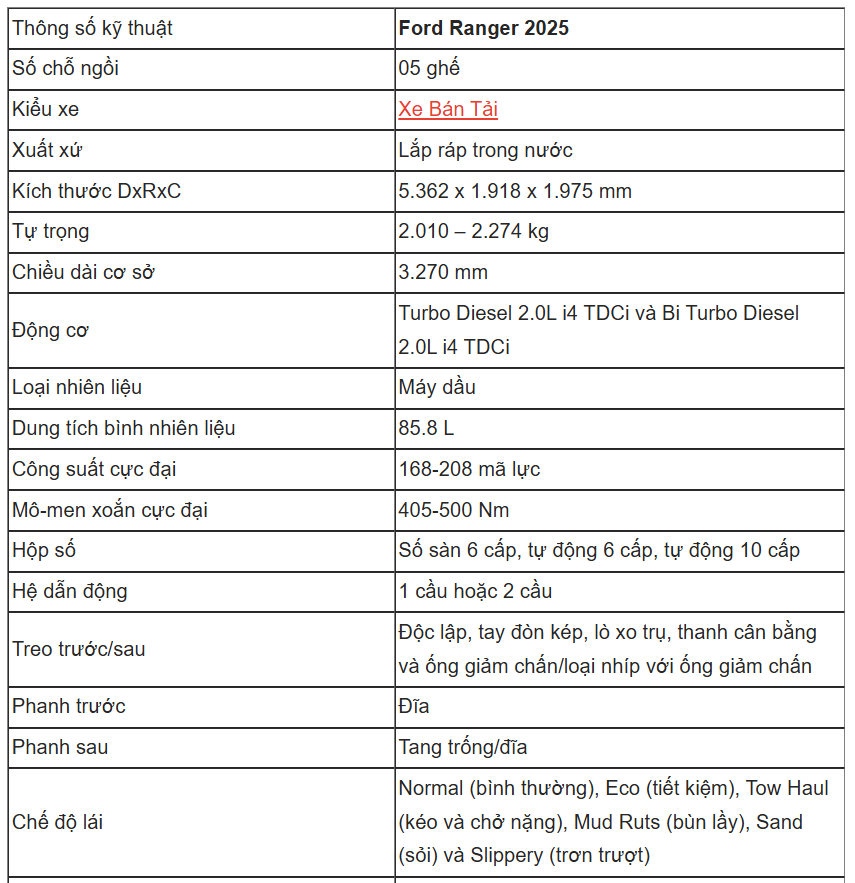 Thông số kỹ thuật
Ford Ranger 2025
Số chỗ ngồi
05 ghế
Kiểu xe
Xe Bán Tải
Xuất xứ
Lắp ráp trong nước
Kích thước DxRxC
5.362 x 1.918 x 1.975 mm
Tự trọng
2.010 – 2.274 kg
Chiều dài cơ sở
3.270 mm
Động cơ
Turbo Diesel 2.0L i4 TDCi và Bi Turbo Diesel
2.0L i4 TDCi
Loại nhiên liệu
Máy dầu
Dung tích bình nhiên liệu
85.8 L
Công suất cực đại
168-208 mã lực
Mô-men xoắn cực đại
405-500 Nm
Hộp số
Số sàn 6 cấp, tự động 6 cấp, tự động 10 cấp
Hệ dẫn động
1 cầu hoặc 2 cầu
Treo trước/sau
Độc lập, tay đòn kép, lò xo trụ, thanh cân bằng
và ống giảm chấn/loại nhíp với ống giảm chấn
Phanh trước
Đĩa
Phanh sau
Tang trống/đĩa
Chế độ lái
Normal (bình thường), Eco (tiết kiệm), Tow Haul
(kéo và chở nặng), Mud Ruts (bùn lầy), Sand
(sỏi) và Slippery (trơn trượt)